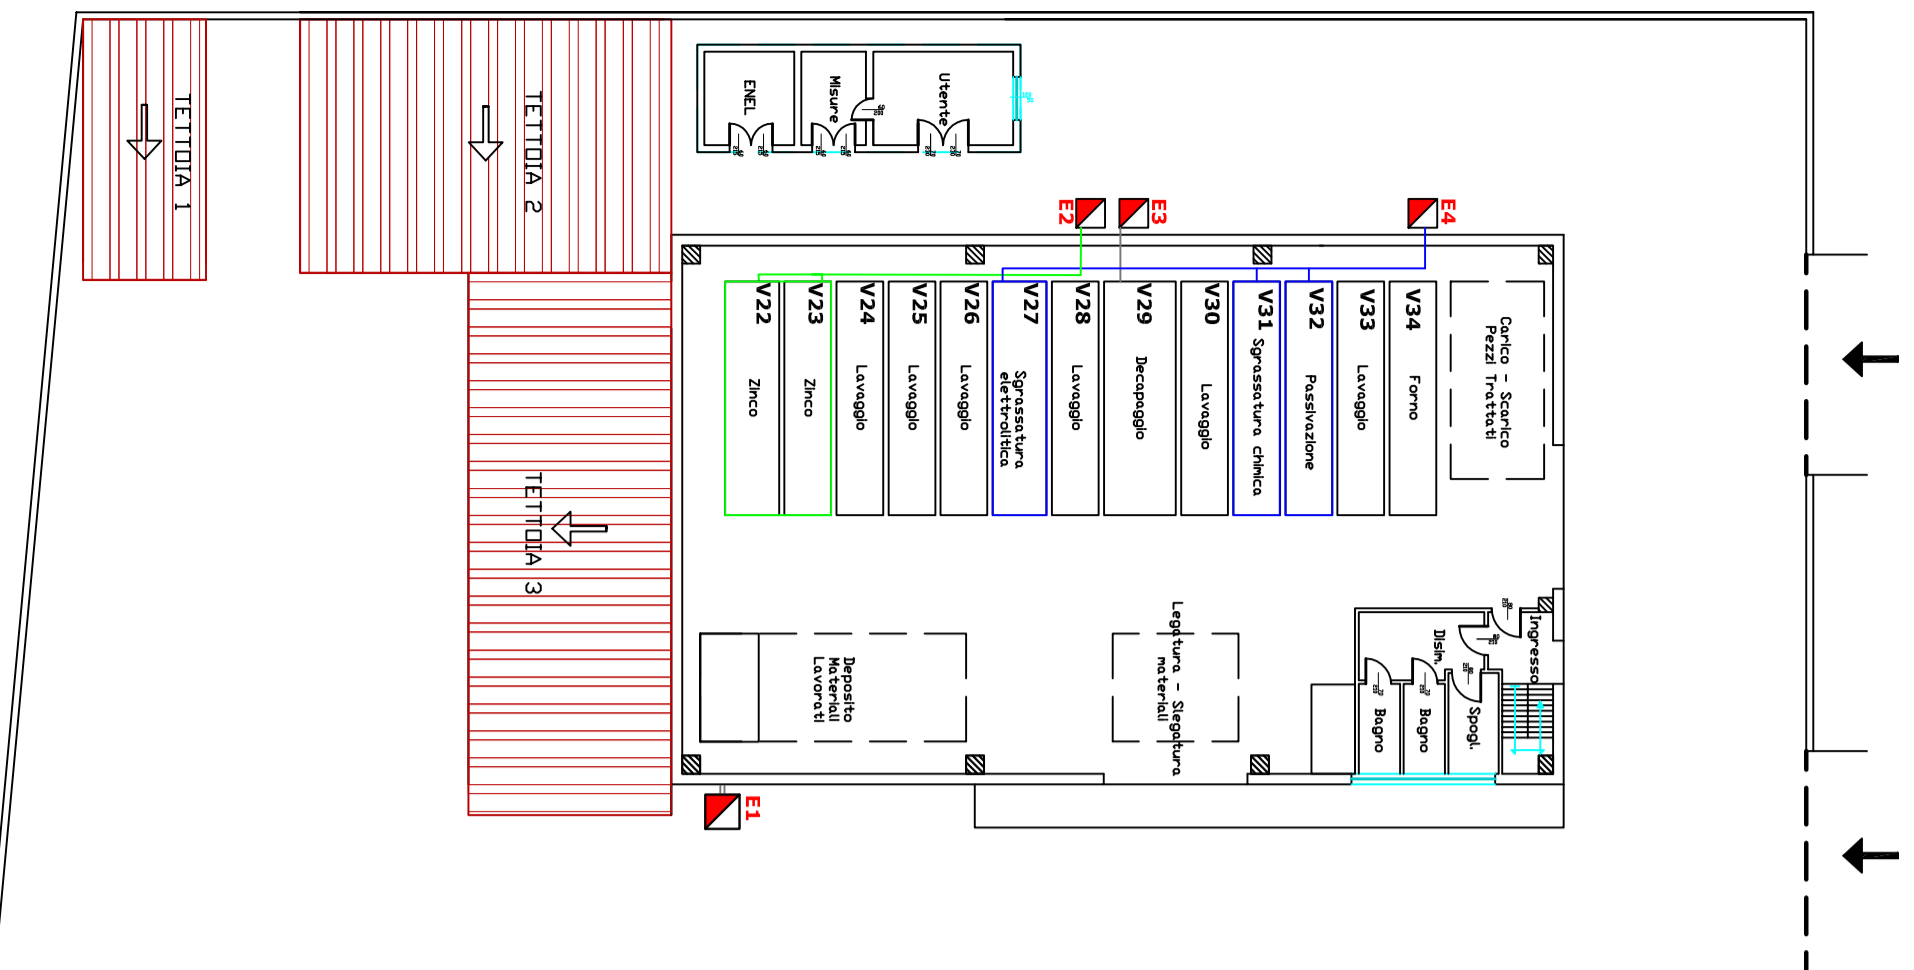 TETTOIA 1
TETTOIA 2
TETTOIA 3
ENEL
Misure
Utente
E2
E3
E4
V22
Zinco
V23
Zinco
V24
Lavaggio
V25
Lavaggio
V26
Lavaggio
V27
Sgrassatura
elettrolitica
V28
Lavaggio
V29
Decapaggio
V30
Lavaggio
V31
Sgrassatura chimica
V32
Passivazione
V33
Lavaggio
V34
Forno
Carico - Scarico
Pezzi Trattati
Deposito
Materiali
Lavorati
Legatura - Slegatura
materiali
Ingresso
Disim.
Bagno
Bagno
Spogl.
E1